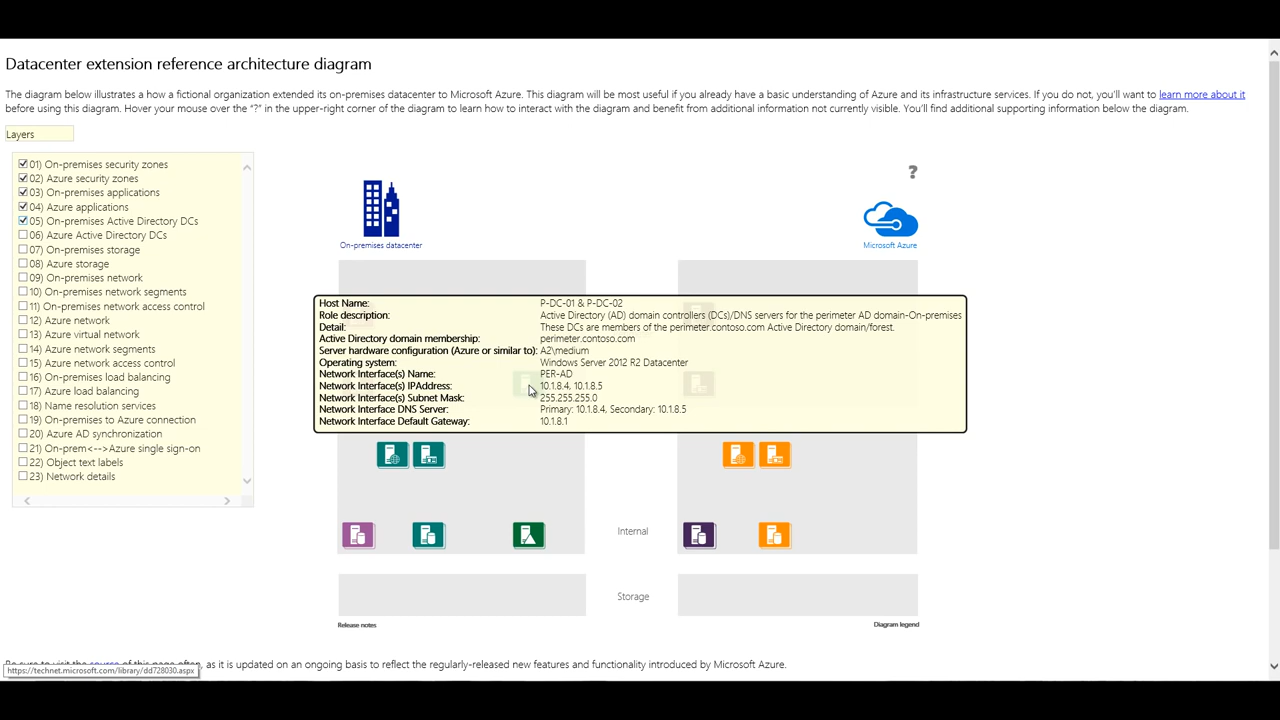 Datacenter extension reference architecture diagram
The diagram below illustrates a how a fictional organization extended its on-premises datacenter to Microsoft Azure. This diagram will be most useful if you already have a basic understanding of Azure and its infrastructure services. If you do not, you'll want to learn more about it
before using this diagram. Hover your mouse over the "?" in the upper-right corner of the diagram to learn how to interact with the diagram and benefit from additional information not currently visible. You'll find additional supporting information below the diagram.
Layers
01) On-premises security zones
02) Azure security zones
03) On-premises applications
04) Azure applications
05) On-premises Active Directory DCs
06) Azure Active Directory DCs
07) On-premises storage
08) Azure storage
09) On-premises network
10) On-premises network segments
11) On-premises network access control
12) Azure network
13) Azure virtual network
14) Azure network segments
15) Azure network access control
16) On-premises load balancing
17) Azure load balancing
18) Name resolution services
19) On-premises to Azure connection
20) Azure AD synchronization
21) On-prem<-->Azure single sign-on
22) Object text labels
23) Network details
?
On-premises datacenter
Microsoft Azure
Host Name: P-DC-01 & P-DC-02
Role description: Active Directory (AD) domain controllers (DCs)/DNS servers for the perimeter AD domain-On-premises
Detail: These DCs are members of the perimeter.contoso.com Active Directory domain/forest.
Active Directory domain membership: perimeter.contoso.com
Server hardware configuration (Azure or similar to): A2\medium
Operating system: Windows Server 2012 R2 Datacenter
Network Interface(s) Name: PER-AD
Network Interface(s) IPAddress: 10.1.8.4, 10.1.8.5
Network Interface(s) Subnet Mask: 255.255.255.0
Network Interface DNS Server: Primary: 10.1.8.4, Secondary: 10.1.8.5
Network Interface Default Gateway: 10.1.8.1
Internal
Storage
Release notes
Diagram legend
Be sure to visit the source of this page often, as it is updated on an ongoing basis to reflect the regularly-released new features and functionality introduced by Microsoft Azure.
https://technet.microsoft.com/library/dd728030.aspx